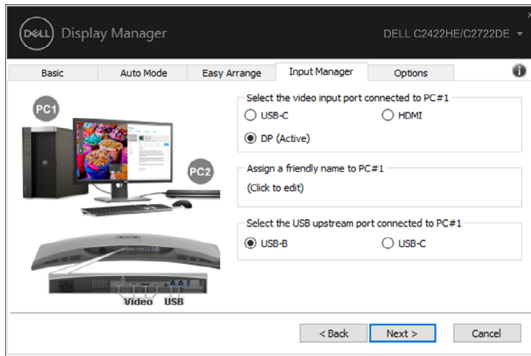 DELL Display Manager
DELL C2422HE/C2722DE
Basic
Auto Mode
Easy Arrange
Input Manager
Options
PC1
PC2
Video USB
Select the video input port connected to PC#1
USB-C
HDMI
DP (Active)
Assign a friendly name to PC#1
(Click to edit)
Select the USB upstream port connected to PC#1
USB-B
USB-C
< Back
Next >
Cancel